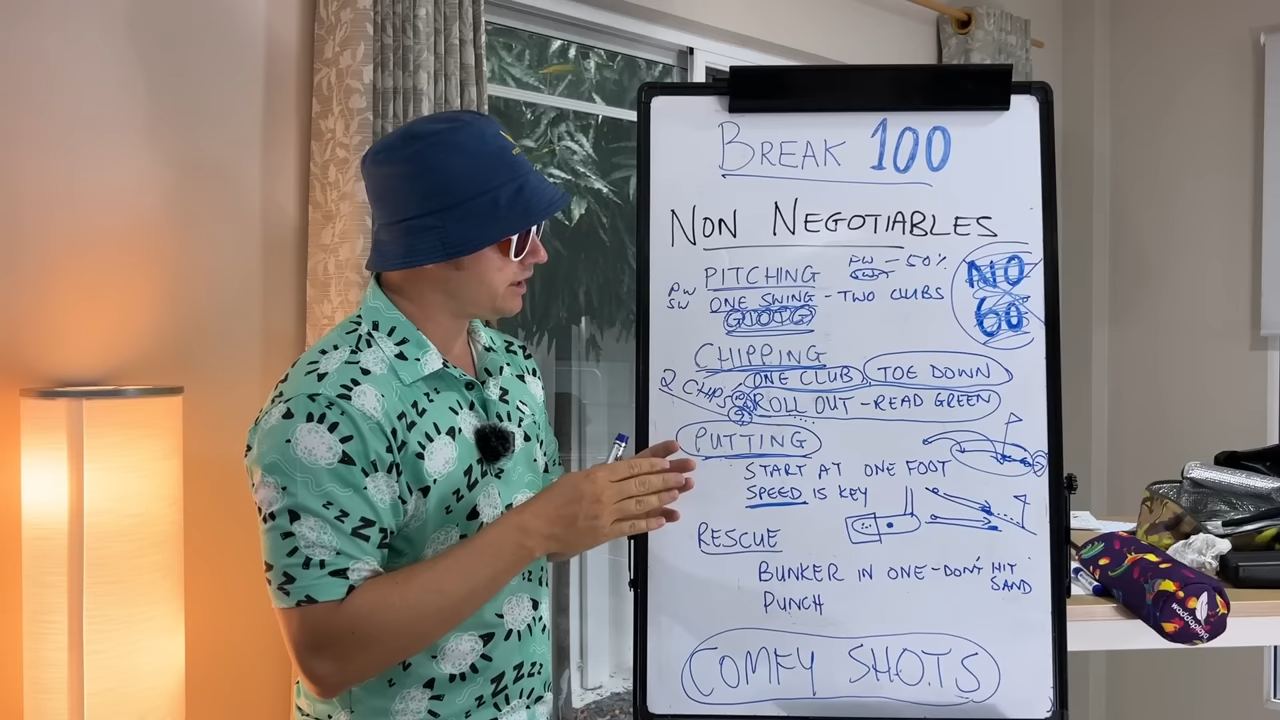 BREAK 100
NON NEGOTIABLES
PITCHING
PW - 50%
PW
SW
ONE SWING - TWO CLUBS
NO
60
CHIPPING
ONE CLUB TOE DOWN
2 CHIPS
ROLL OUT - READ GREEN
PUTTING
START AT ONE FOOT
SPEED IS KEY
RESCUE
BUNKER IN ONE - DON'T HIT
SAND
PUNCH
COMFY SHOTS